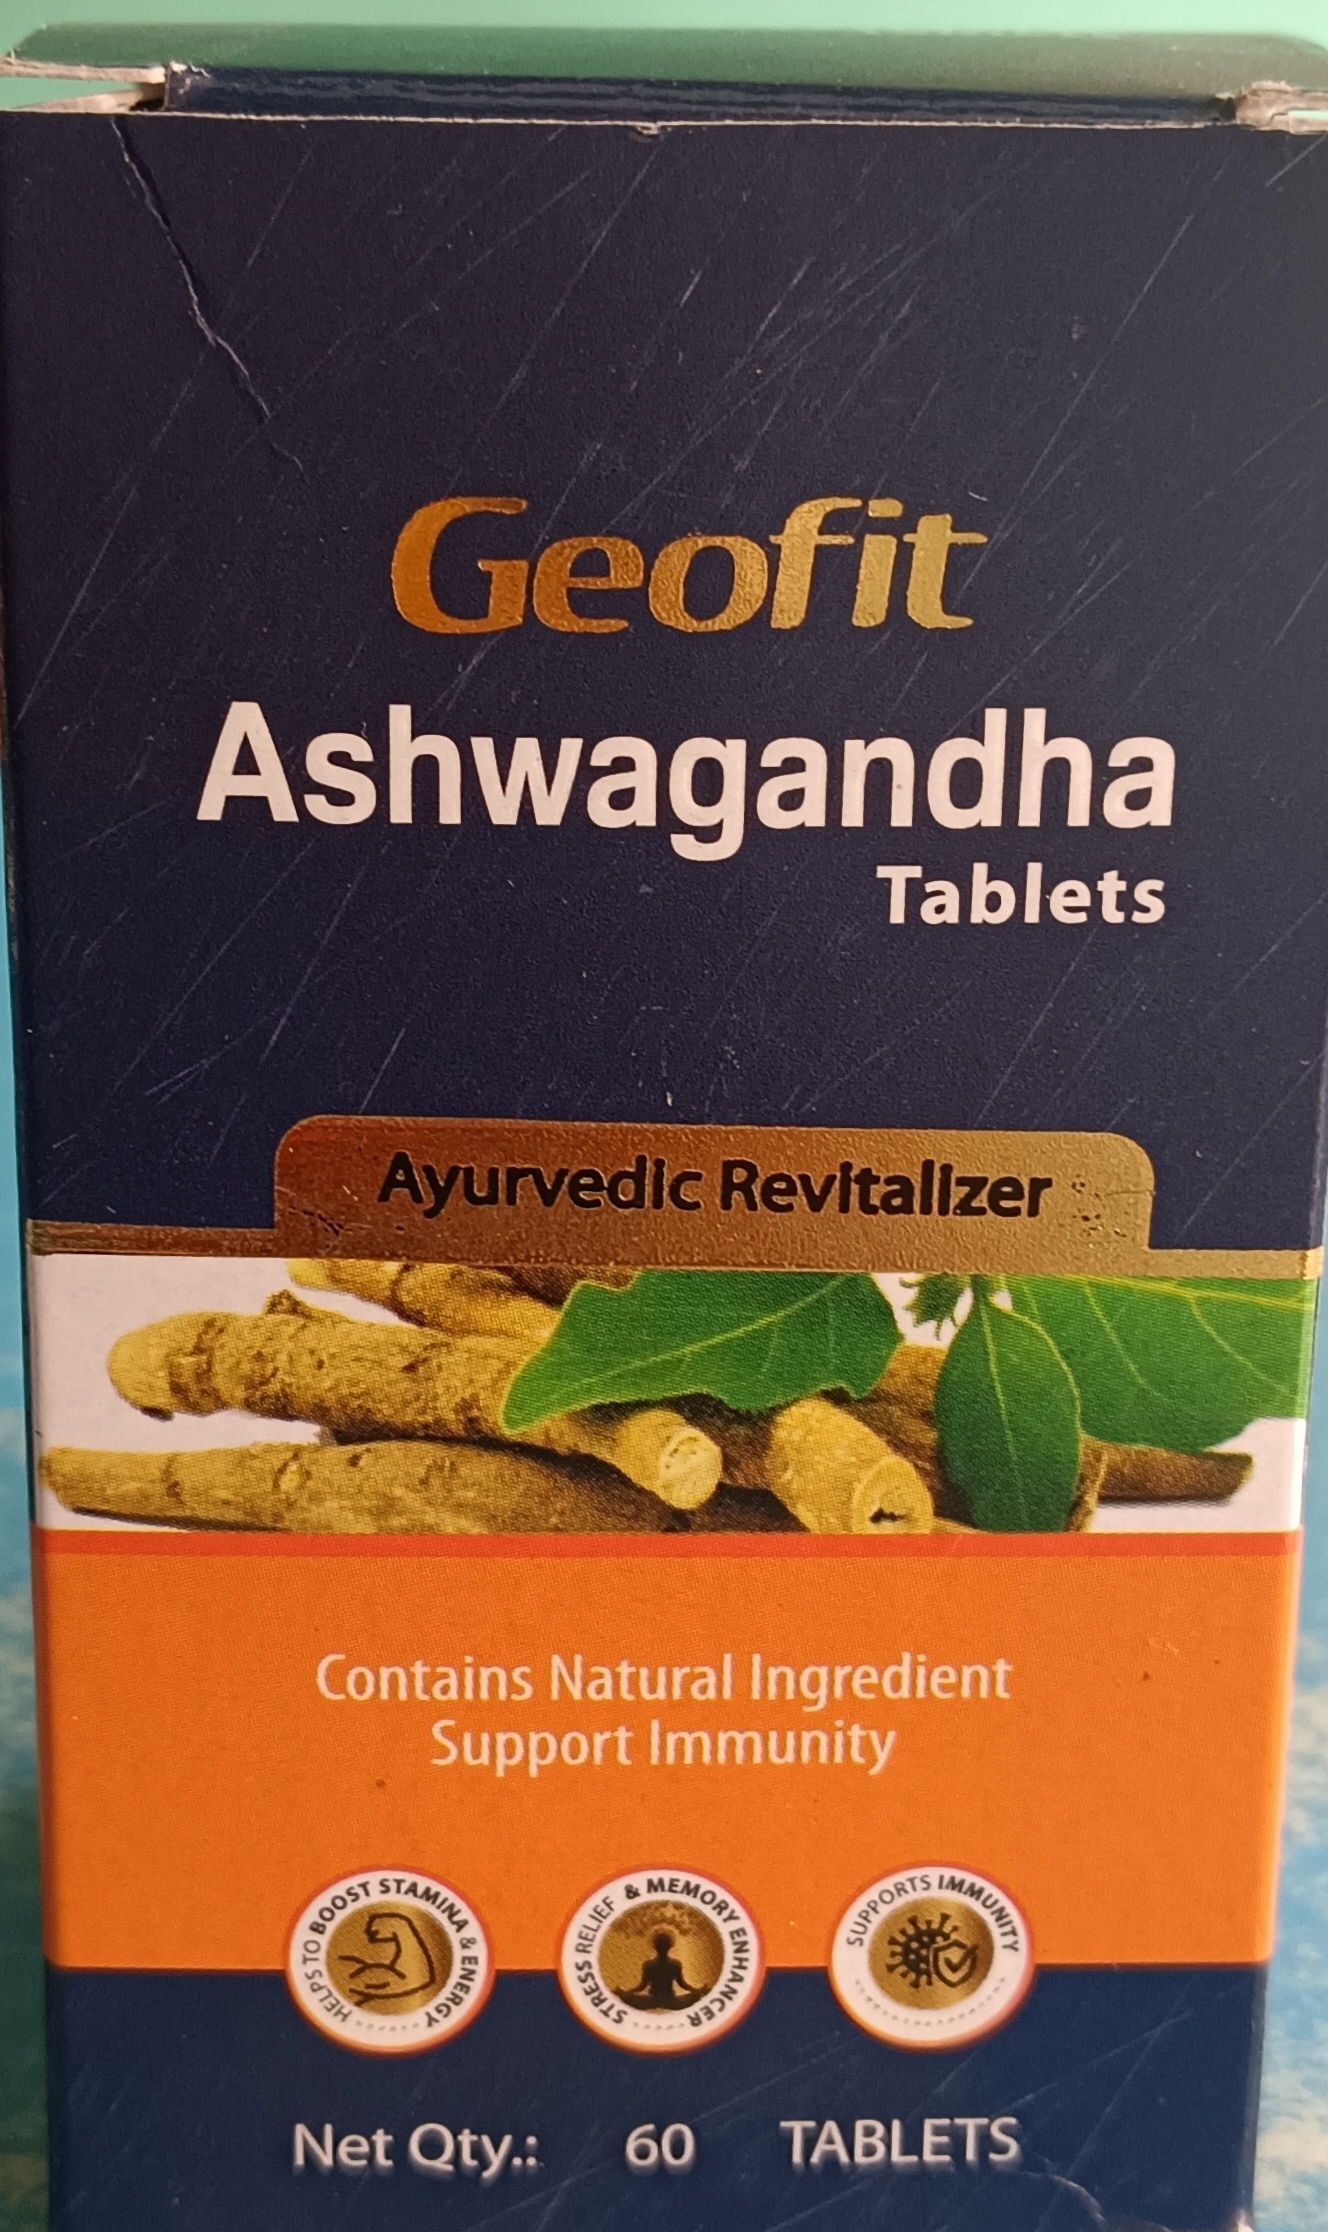 Geofit
Ashwagandha
Tablets
Ayurvedic Revitalizer
Contains Natural Ingredient
Support Immunity
HELPS TO BOOST STAMINA & ENERGY
STRESS RELIEF & MEMORY ENHANCER
SUPPORTS IMMUNITY
Net Qty.: 60 TABLETS